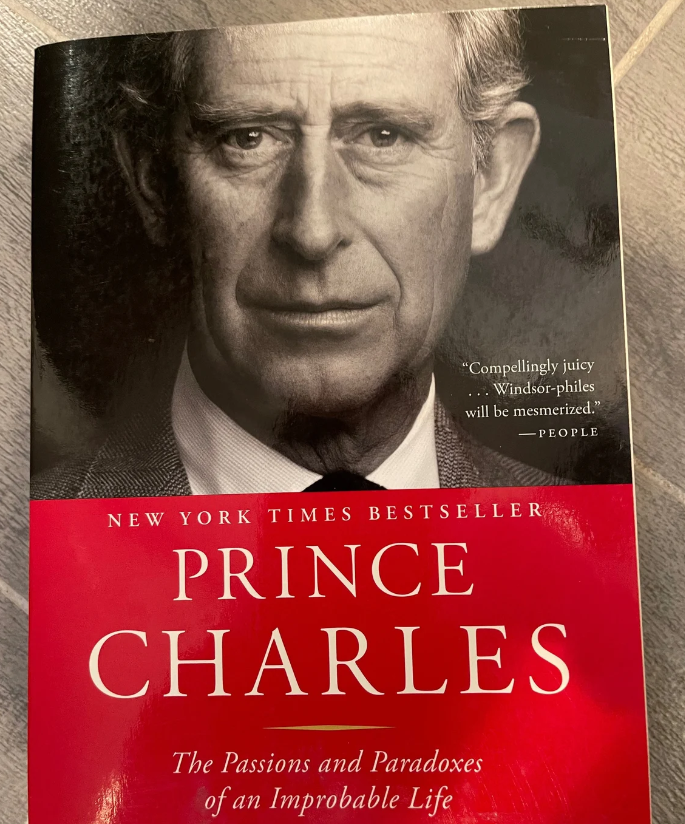 “Compellingly juicy
. . . Windsor-philes
will be mesmerized.”
—PEOPLE
NEW YORK TIMES BESTSELLER
PRINCE
CHARLES
The Passions and Paradoxes
of an Improbable Life